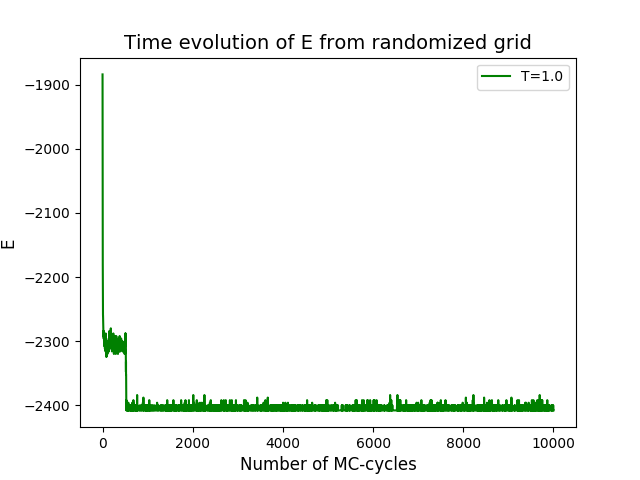 Time evolution of E from randomized grid
T=1.0
−1900
−2000
−2100
−2200
−2300
−2400
E
0 2000 4000 6000 8000 10000
Number of MC-cycles